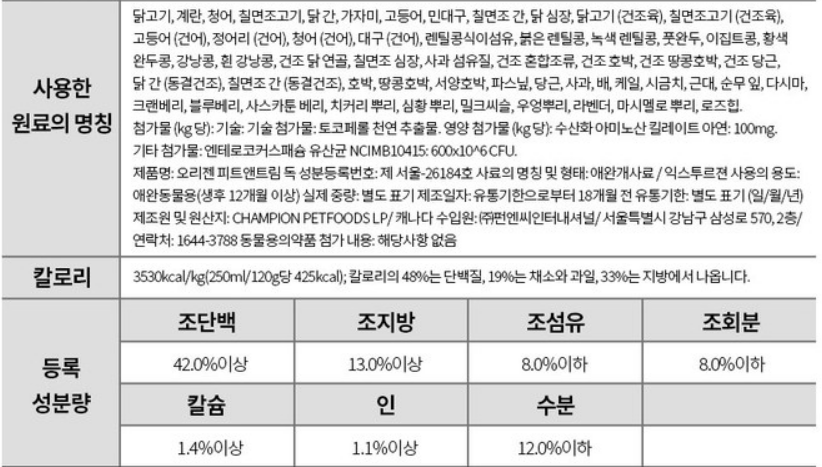 사용한
원료의 명칭
닭고기, 계란, 청어, 칠면조고기, 닭 간, 가자미, 고등어, 민대구, 칠면조 간, 닭 심장, 닭고기 (건조육), 칠면조고기 (건조육),
고등어 (건어), 정어리 (건어), 청어 (건어), 대구 (건어), 렌틸콩식이섬유, 붉은 렌틸콩, 녹색 렌틸콩, 풋완두, 이집트콩, 황색
완두콩, 강낭콩, 흰 강낭콩, 건조 닭 연골, 칠면조 심장, 사과 섬유질, 건조 혼합조류, 건조 호박, 건조 땅콩호박, 건조 당근,
닭 간 (동결건조), 칠면조 간 (동결건조), 호박, 땅콩호박, 서양호박, 파스닢, 당근, 사과, 배, 케일, 시금치, 근대, 순무 잎, 다시마,
크랜베리, 블루베리, 사스카툰 베리, 치커리 뿌리, 심황 뿌리, 밀크씨슬, 우엉뿌리, 라벤더, 마시멜로 뿌리, 로즈힙.
첨가물 (kg 당): 기술: 기술 첨가물: 토코페롤 천연 추출물. 영양 첨가물 (kg 당): 수산화 아미노산 킬레이트 아연: 100mg.
기타 첨가물: 엔테로코커스패슘 유산균 NCIMB10415: 600x10^6 CFU.
제품명: 오리젠 피트앤트림 독 성분등록번호: 제 서울-26184호 사료의 명칭 및 형태: 애완개사료 / 익스투르젼 사용의 용도:
애완동물용(생후 12개월 이상) 실제 중량: 별도 표기 제조일자: 유통기한으로부터 18개월 전 유통기한: 별도 표기 (일/월/년)
제조원 및 원산지: CHAMPION PETFOODS LP/ 캐나다 수입원: ㈜펀엔씨인터내셔널/ 서울특별시 강남구 삼성로 570, 2층/
연락처: 1644-3788 동물용의약품 첨가 내용: 해당사항 없음
칼로리
3530kcal/kg(250ml/120g당 425kcal); 칼로리의 48%는 단백질, 19%는 채소와 과일, 33%는 지방에서 나옵니다.
등록
성분량
조단백 조지방 조섬유 조회분
42.0%이상 13.0%이상 8.0%이하 8.0%이하
칼슘 인 수분
1.4%이상 1.1%이상 12.0%이하